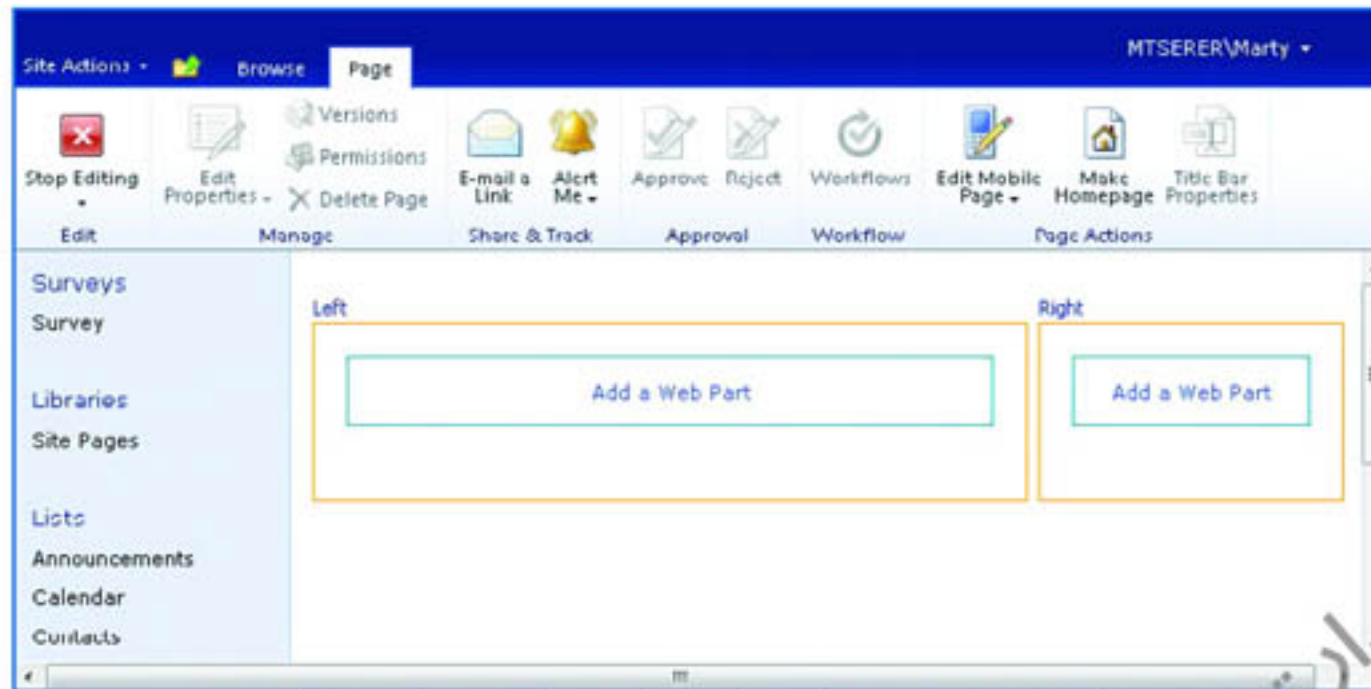 MTSERER\Marty
Site Actions Browse Page
Stop Editing
Edit Properties
Versions
Permissions
Delete Page
E-mail a Link
Alert Me
Approve
Reject
Workflows
Edit Mobile Page
Make Homepage
Title Bar Properties
Edit Manage Share & Track Approval Workflow Page Actions
Surveys
Survey
Libraries
Site Pages
Lists
Announcements
Calendar
Contacts
Left
Add a Web Part
Right
Add a Web Part